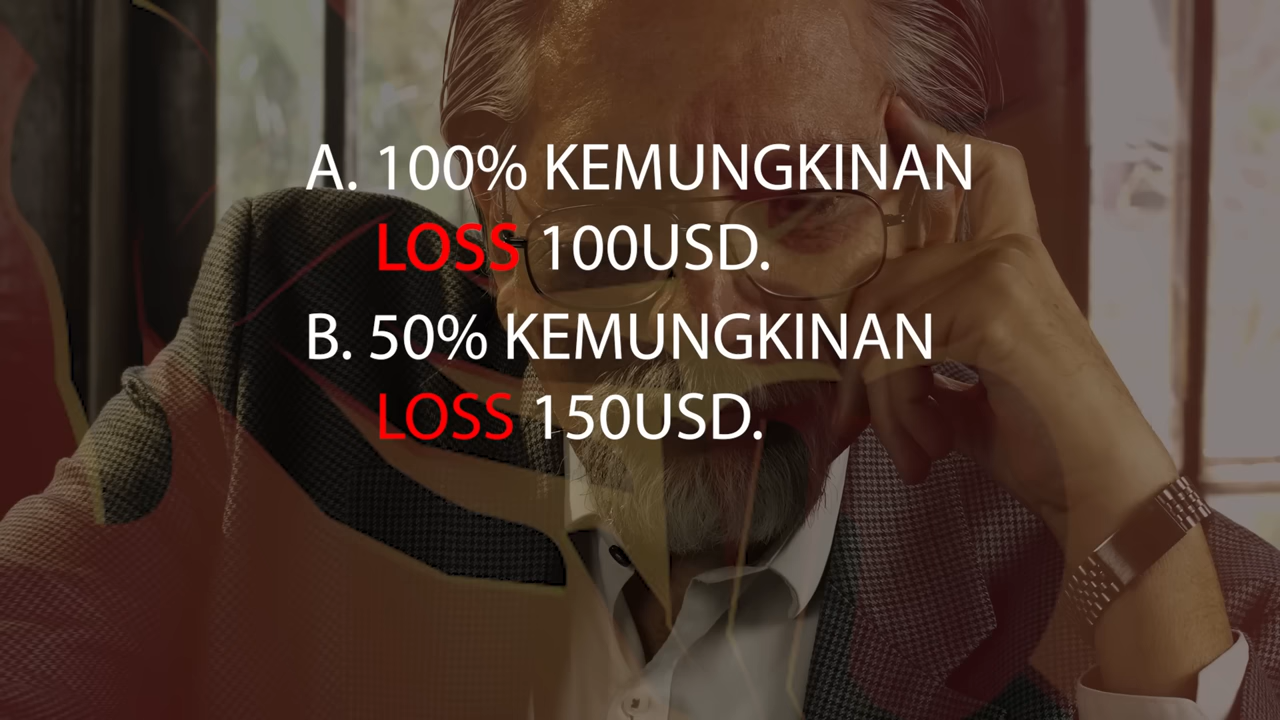 A. 100% KEMUNGKINAN
LOSS 100USD.
B. 50% KEMUNGKINAN
LOSS 150USD.